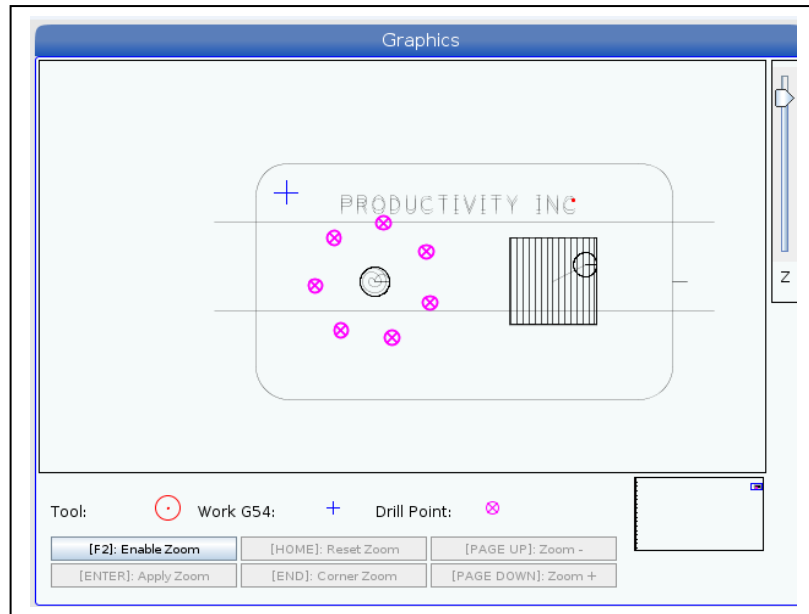 Graphics
PRODUCTIVITY INC
Z
Tool: Work G54: Drill Point:
[F2]: Enable Zoom [HOME]: Reset Zoom [PAGE UP]: Zoom -
[ENTER]: Apply Zoom [END]: Corner Zoom [PAGE DOWN]: Zoom +